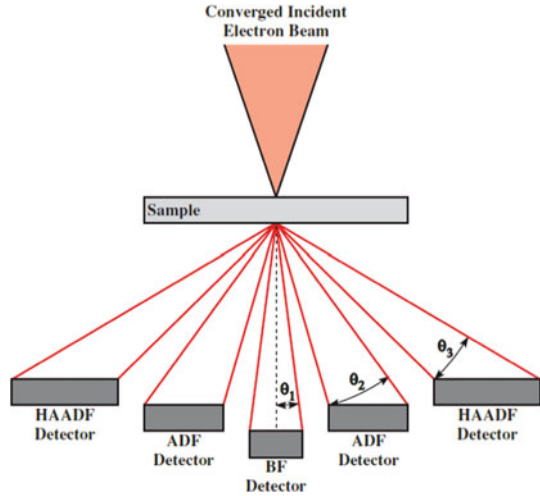 Converged Incident
Electron Beam
Sample
θ1
θ2
θ3
HAADF
Detector
ADF
Detector
BF
Detector
ADF
Detector
HAADF
Detector